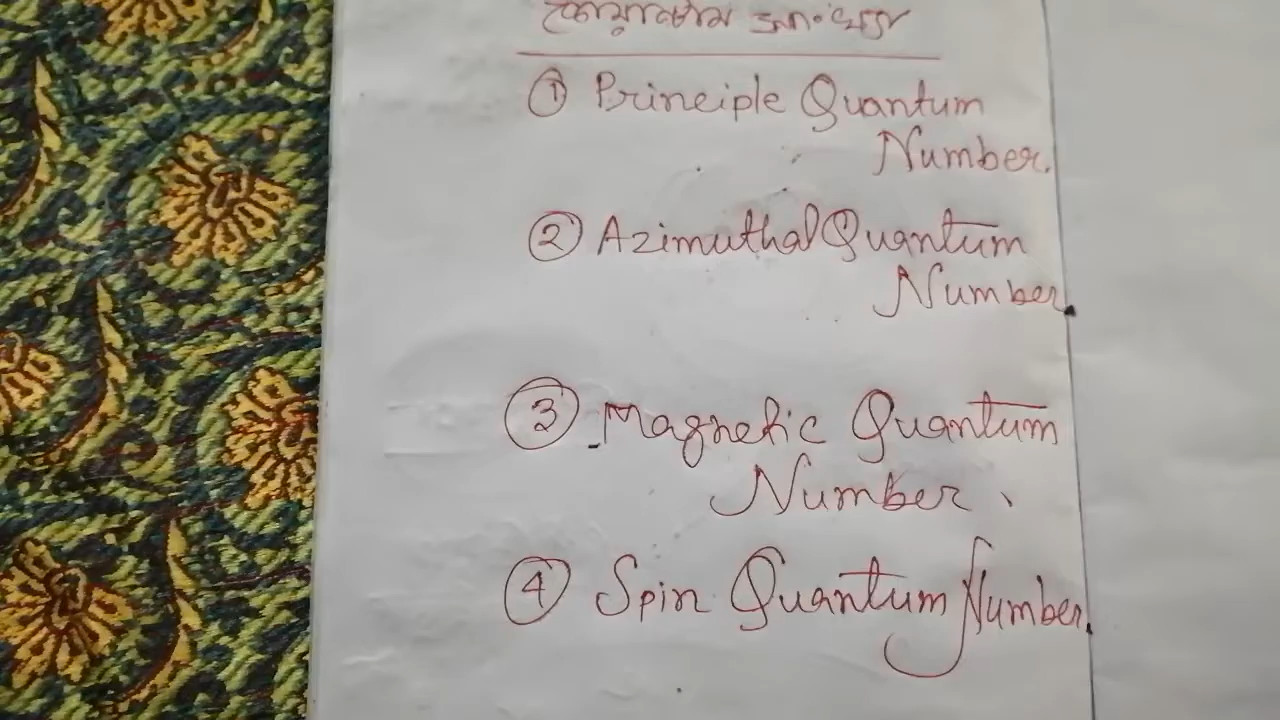 কোয়ান্টাম সংখ্যা
① Principle Quantum
Number.
② Azimuthal Quantum
Number.
③ Magnetic Quantum
Number.
④ Spin Quantum Number.